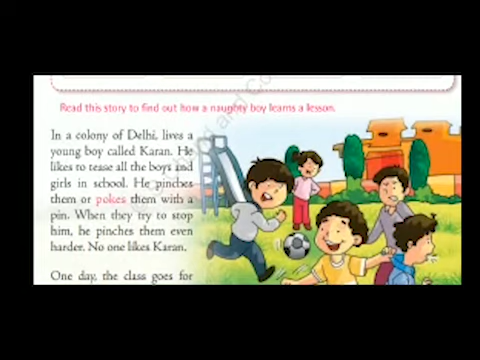 Read this story to find out how a naughty boy learns a lesson.
In a colony of Delhi, lives a
young boy called Karan. He
likes to tease all the boys and
girls in school. He pinches
them or pokes them with a
pin. When they try to stop
him, he pinches them even
harder. No one likes Karan.
One day, the class goes for